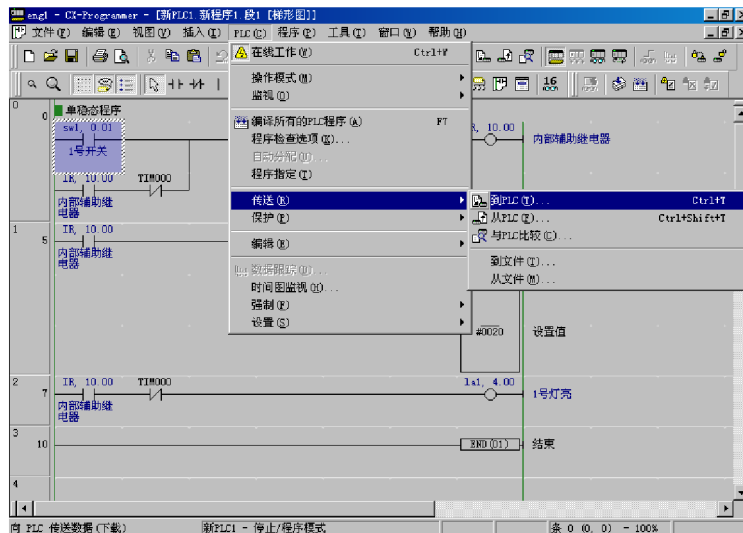 engl - CX-Programmer - [新PLC1.新程序1.段1 [梯形图]]
文件(F) 编辑(E) 视图(V) 插入(I) PLC(C) 程序(P) 工具(T) 窗口(W) 帮助(H)
在线工作(W) Ctrl+W
操作模式(M)
监视(O)
编译所有的PLC程序(A) F7
程序检查选项(K)...
自动分配(U)...
程序指定(T)
传送(R)
保护(P)
编辑(E)
数据跟踪(D)...
时间图监视(H)...
强制(F)
设置(S)
到PLC(T)... Ctrl+T
从PLC(F)... Ctrl+Shift+T
与PLC比较(C)...
到文件(I)...
从文件(M)...
16
0
0
单稳态程序
sw1, 0.01
1号开关
10.00
内部辅助继电器
IR, 10.00 TIM000
内部辅助继
电器
1
5
IR, 10.00
内部辅助继
电器
#0020
设置值
2
7
IR, 10.00 TIM000
la1, 4.00
1号灯亮
内部辅助继
电器
3
10
END(01)
结束
4
向 PLC 传送数据(下载) 新PLC1 - 停止/程序模式 条 0 (0, 0) - 100%